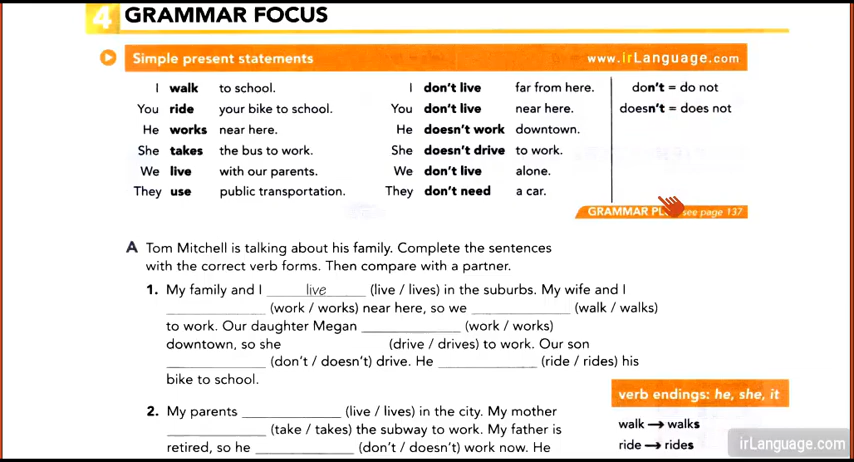 4 GRAMMAR FOCUS
Simple present statements
www.irLanguage.com
I walk to school.
You ride your bike to school.
He works near here.
She takes the bus to work.
We live with our parents.
They use public transportation.
I don't live far from here.
You don't live near here.
He doesn't work downtown.
She doesn't drive to work.
We don't live alone.
They don't need a car.
don't = do not
doesn't = does not
GRAMMAR see page 137
A Tom Mitchell is talking about his family. Complete the sentences
with the correct verb forms. Then compare with a partner.
1. My family and I live (live / lives) in the suburbs. My wife and I
(work / works) near here, so we ____________ (walk / walks)
to work. Our daughter Megan ____________ (work / works)
downtown, so she (drive / drives) to work. Our son
____________ (don't / doesn't) drive. He ____________ (ride / rides) his
bike to school.
2. My parents ____________ (live / lives) in the city. My mother
____________ (take / takes) the subway to work. My father is
retired, so he ____________ (don't / doesn't) work now. He
verb endings: he, she, it
walk → walks
ride → rides
irLanguage.com